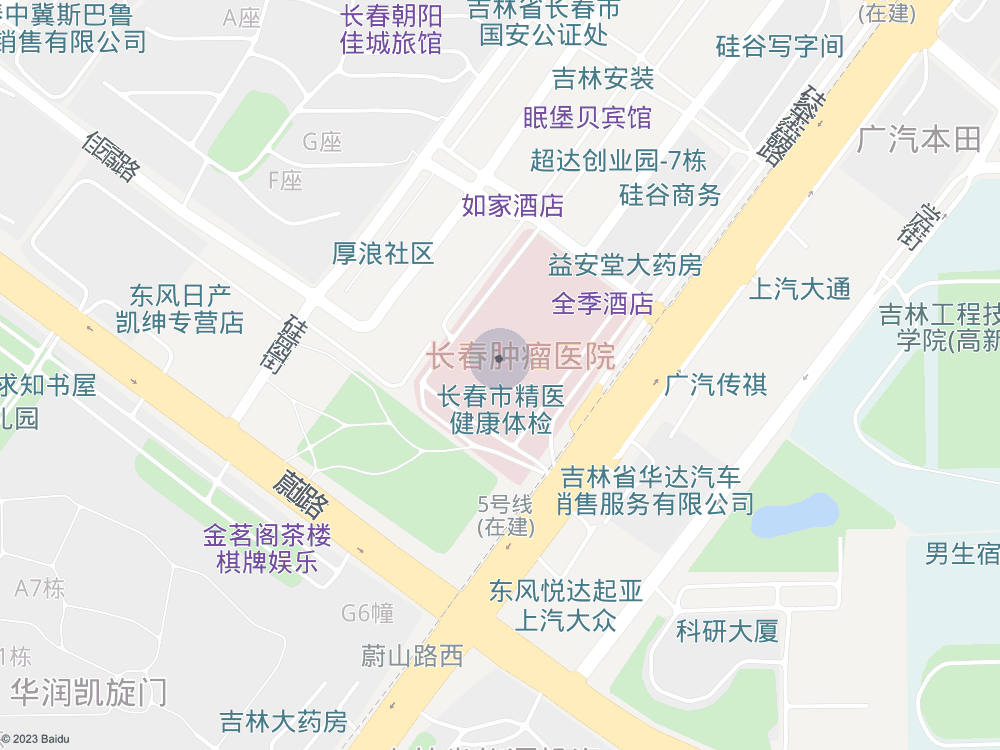 春中冀斯巴鲁
销售有限公司
A座
长春朝阳
佳城旅馆
吉林省长春市
国安公证处
(在建)
硅谷写字间
吉林安装
眠堡贝宾馆
广汽本田
G座
F座
超达创业园-7栋
硅谷商务
如家酒店
学海街
厚浪社区
益安堂大药房
全季酒店
上汽大通
东风日产
凯绅专营店
吉林工程技
学院(高新
长春肿瘤医院
求知书屋
儿园
长春市精医
健康体检
广汽传祺
蔚山路
5号线
(在建)
吉林省华达汽车
销售服务有限公司
金茗阁茶楼
棋牌娱乐
男生宿
A7栋
东风悦达起亚
上汽大众
G6幢
科研大厦
蔚山路西
1栋
华润凯旋门
吉林大药房
© 2023 Baidu